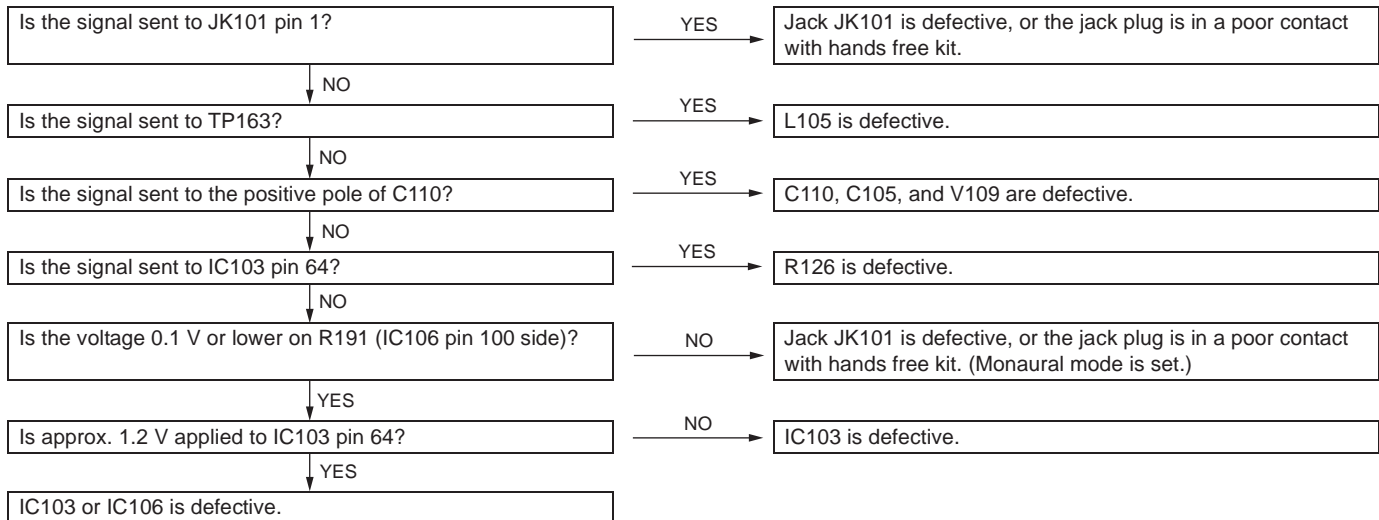 Is the signal sent to JK101 pin 1?
YES
Jack JK101 is defective, or the jack plug is in a poor contact
with hands free kit.
NO
Is the signal sent to TP163?
YES
L105 is defective.
NO
Is the signal sent to the positive pole of C110?
YES
C110, C105, and V109 are defective.
NO
Is the signal sent to IC103 pin 64?
YES
R126 is defective.
NO
Is the voltage 0.1 V or lower on R191 (IC106 pin 100 side)?
NO
Jack JK101 is defective, or the jack plug is in a poor contact
with hands free kit. (Monaural mode is set.)
YES
Is approx. 1.2 V applied to IC103 pin 64?
NO
IC103 is defective.
YES
IC103 or IC106 is defective.